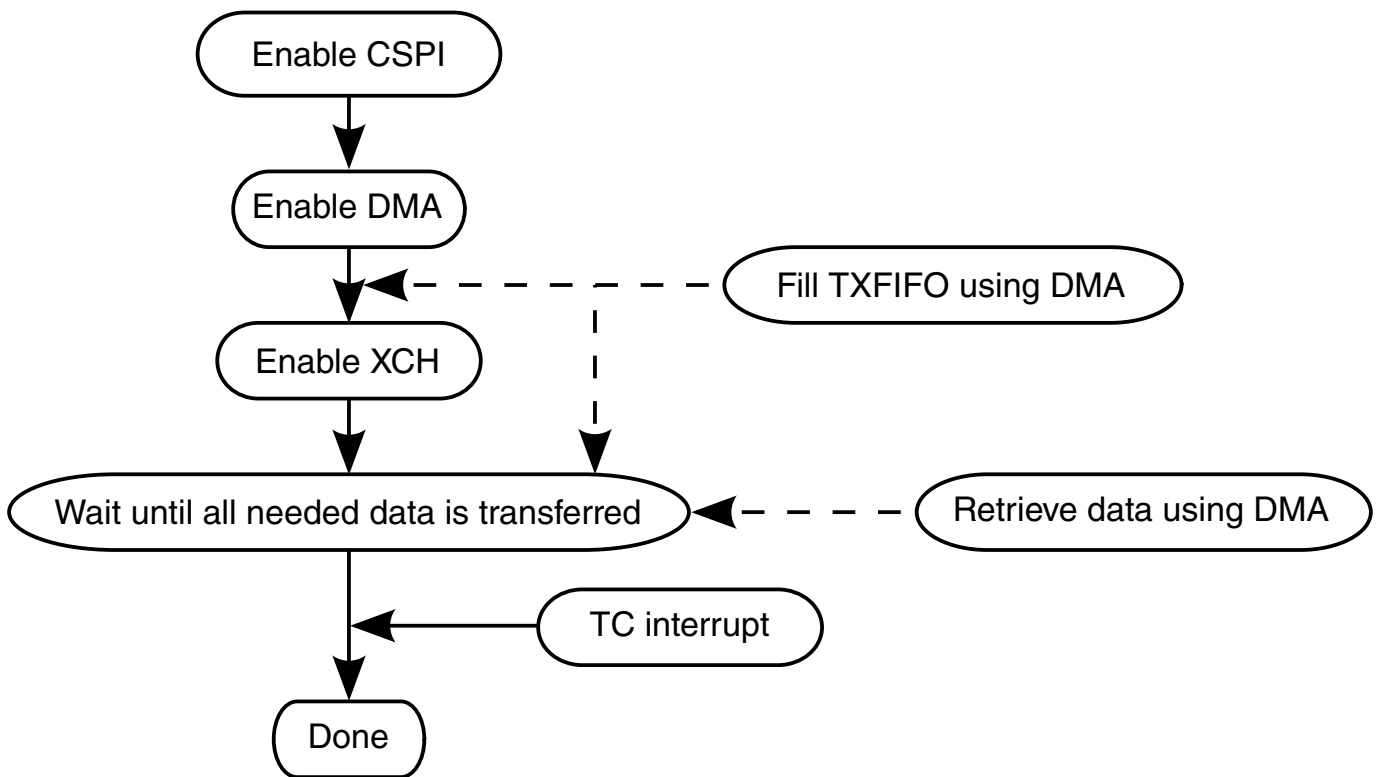 Enable CSPI
Enable DMA
Fill TXFIFO using DMA
Enable XCH
Wait until all needed data is transferred
Retrieve data using DMA
TC interrupt
Done